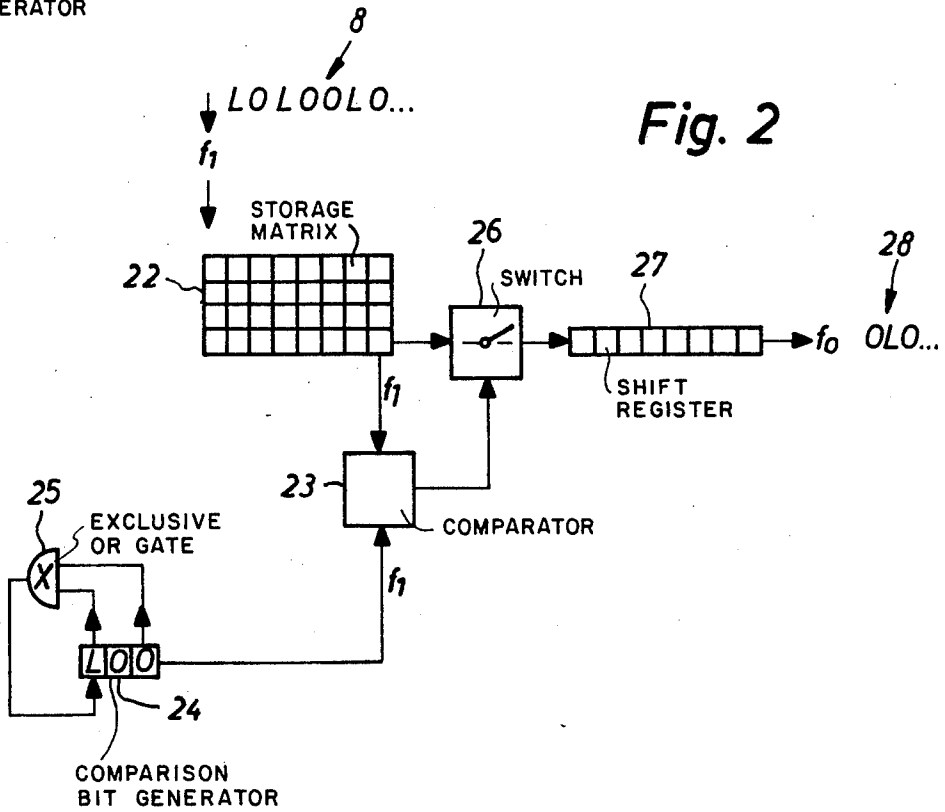 ERATOR
8
LOLOOLO...
Fig. 2
f1
STORAGE
MATRIX
22
26
SWITCH
27
28
f0
OLO...
SHIFT
REGISTER
f1
23
COMPARATOR
25
EXCLUSIVE
OR GATE
X
f1
L O O
24
COMPARISON
BIT GENERATOR